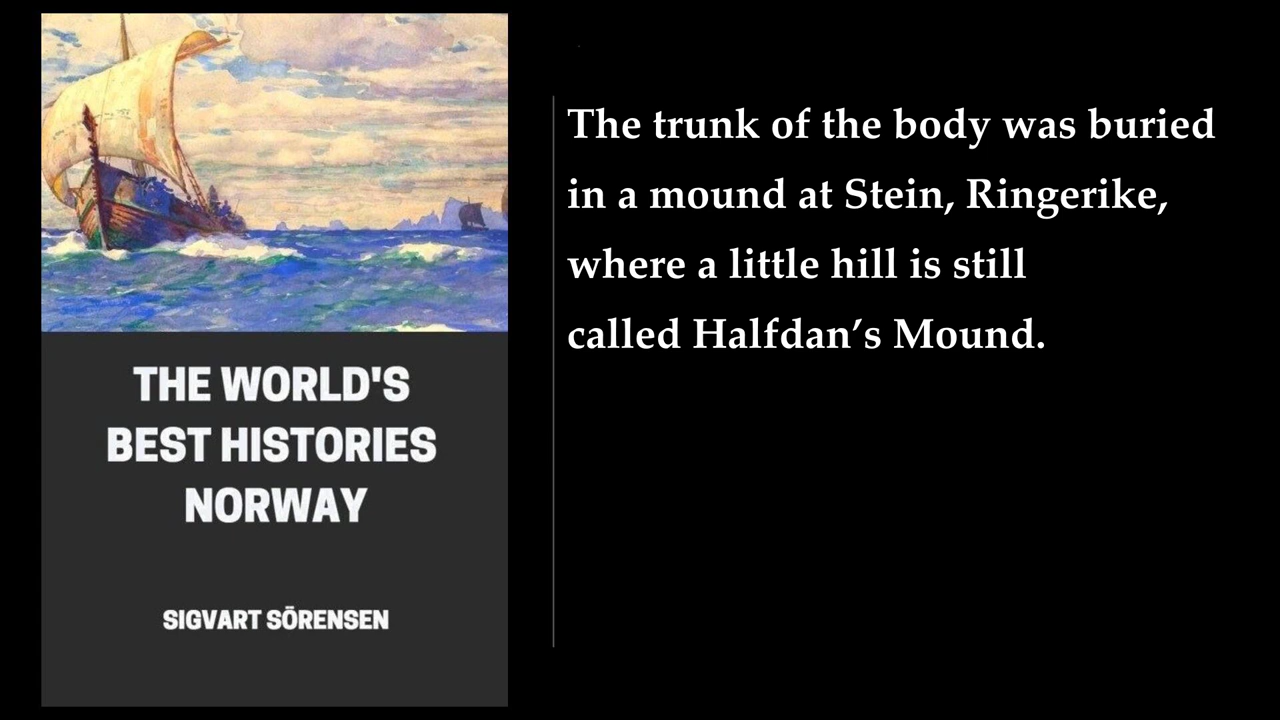 THE WORLD'S
BEST HISTORIES
NORWAY
SIGVART SÖRENSEN
The trunk of the body was buried
in a mound at Stein, Ringerike,
where a little hill is still
called Halfdan’s Mound.